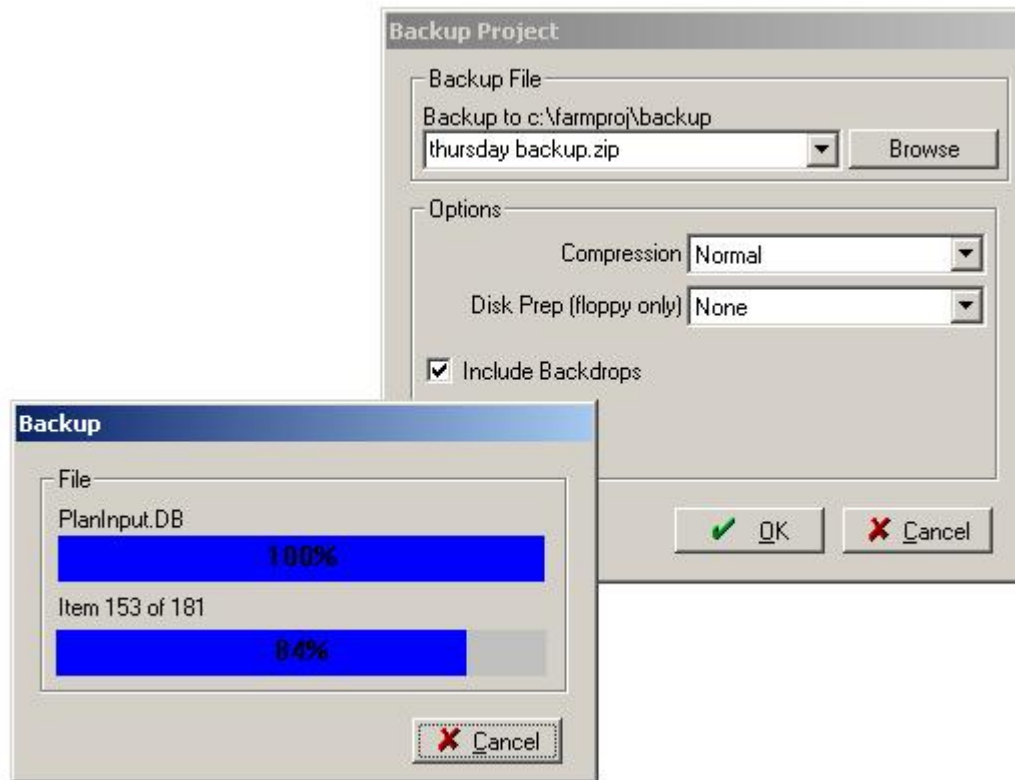 Backup Project
Backup File
Backup to c:\farmproj\backup
thursday backup.zip
Browse
Options
Compression Normal
Disk Prep (floppy only) None
Include Backdrops
OK
Cancel
Backup
File
PlanInput.DB
100%
Item 153 of 181
84%
Cancel